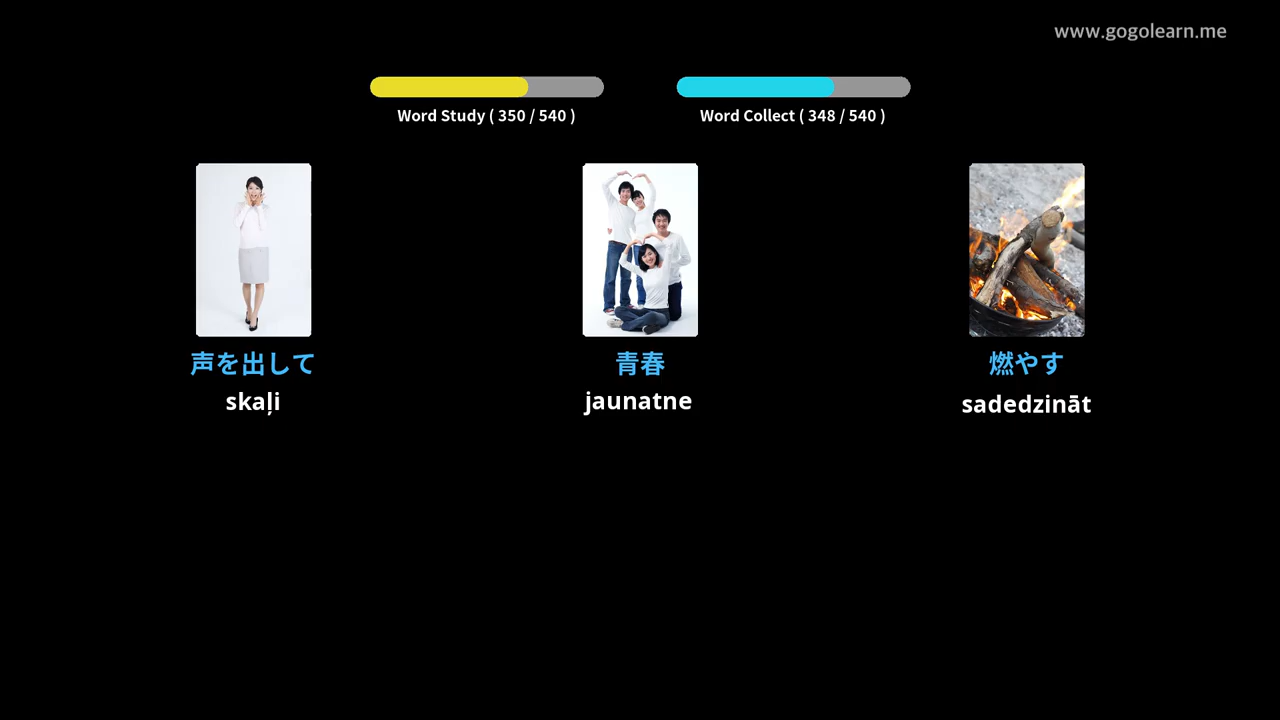 www.gogolearn.me
Word Study ( 350 / 540 )
Word Collect ( 348 / 540 )
声を出して
skaļi
青春
jaunatne
燃やす
sadedzināt